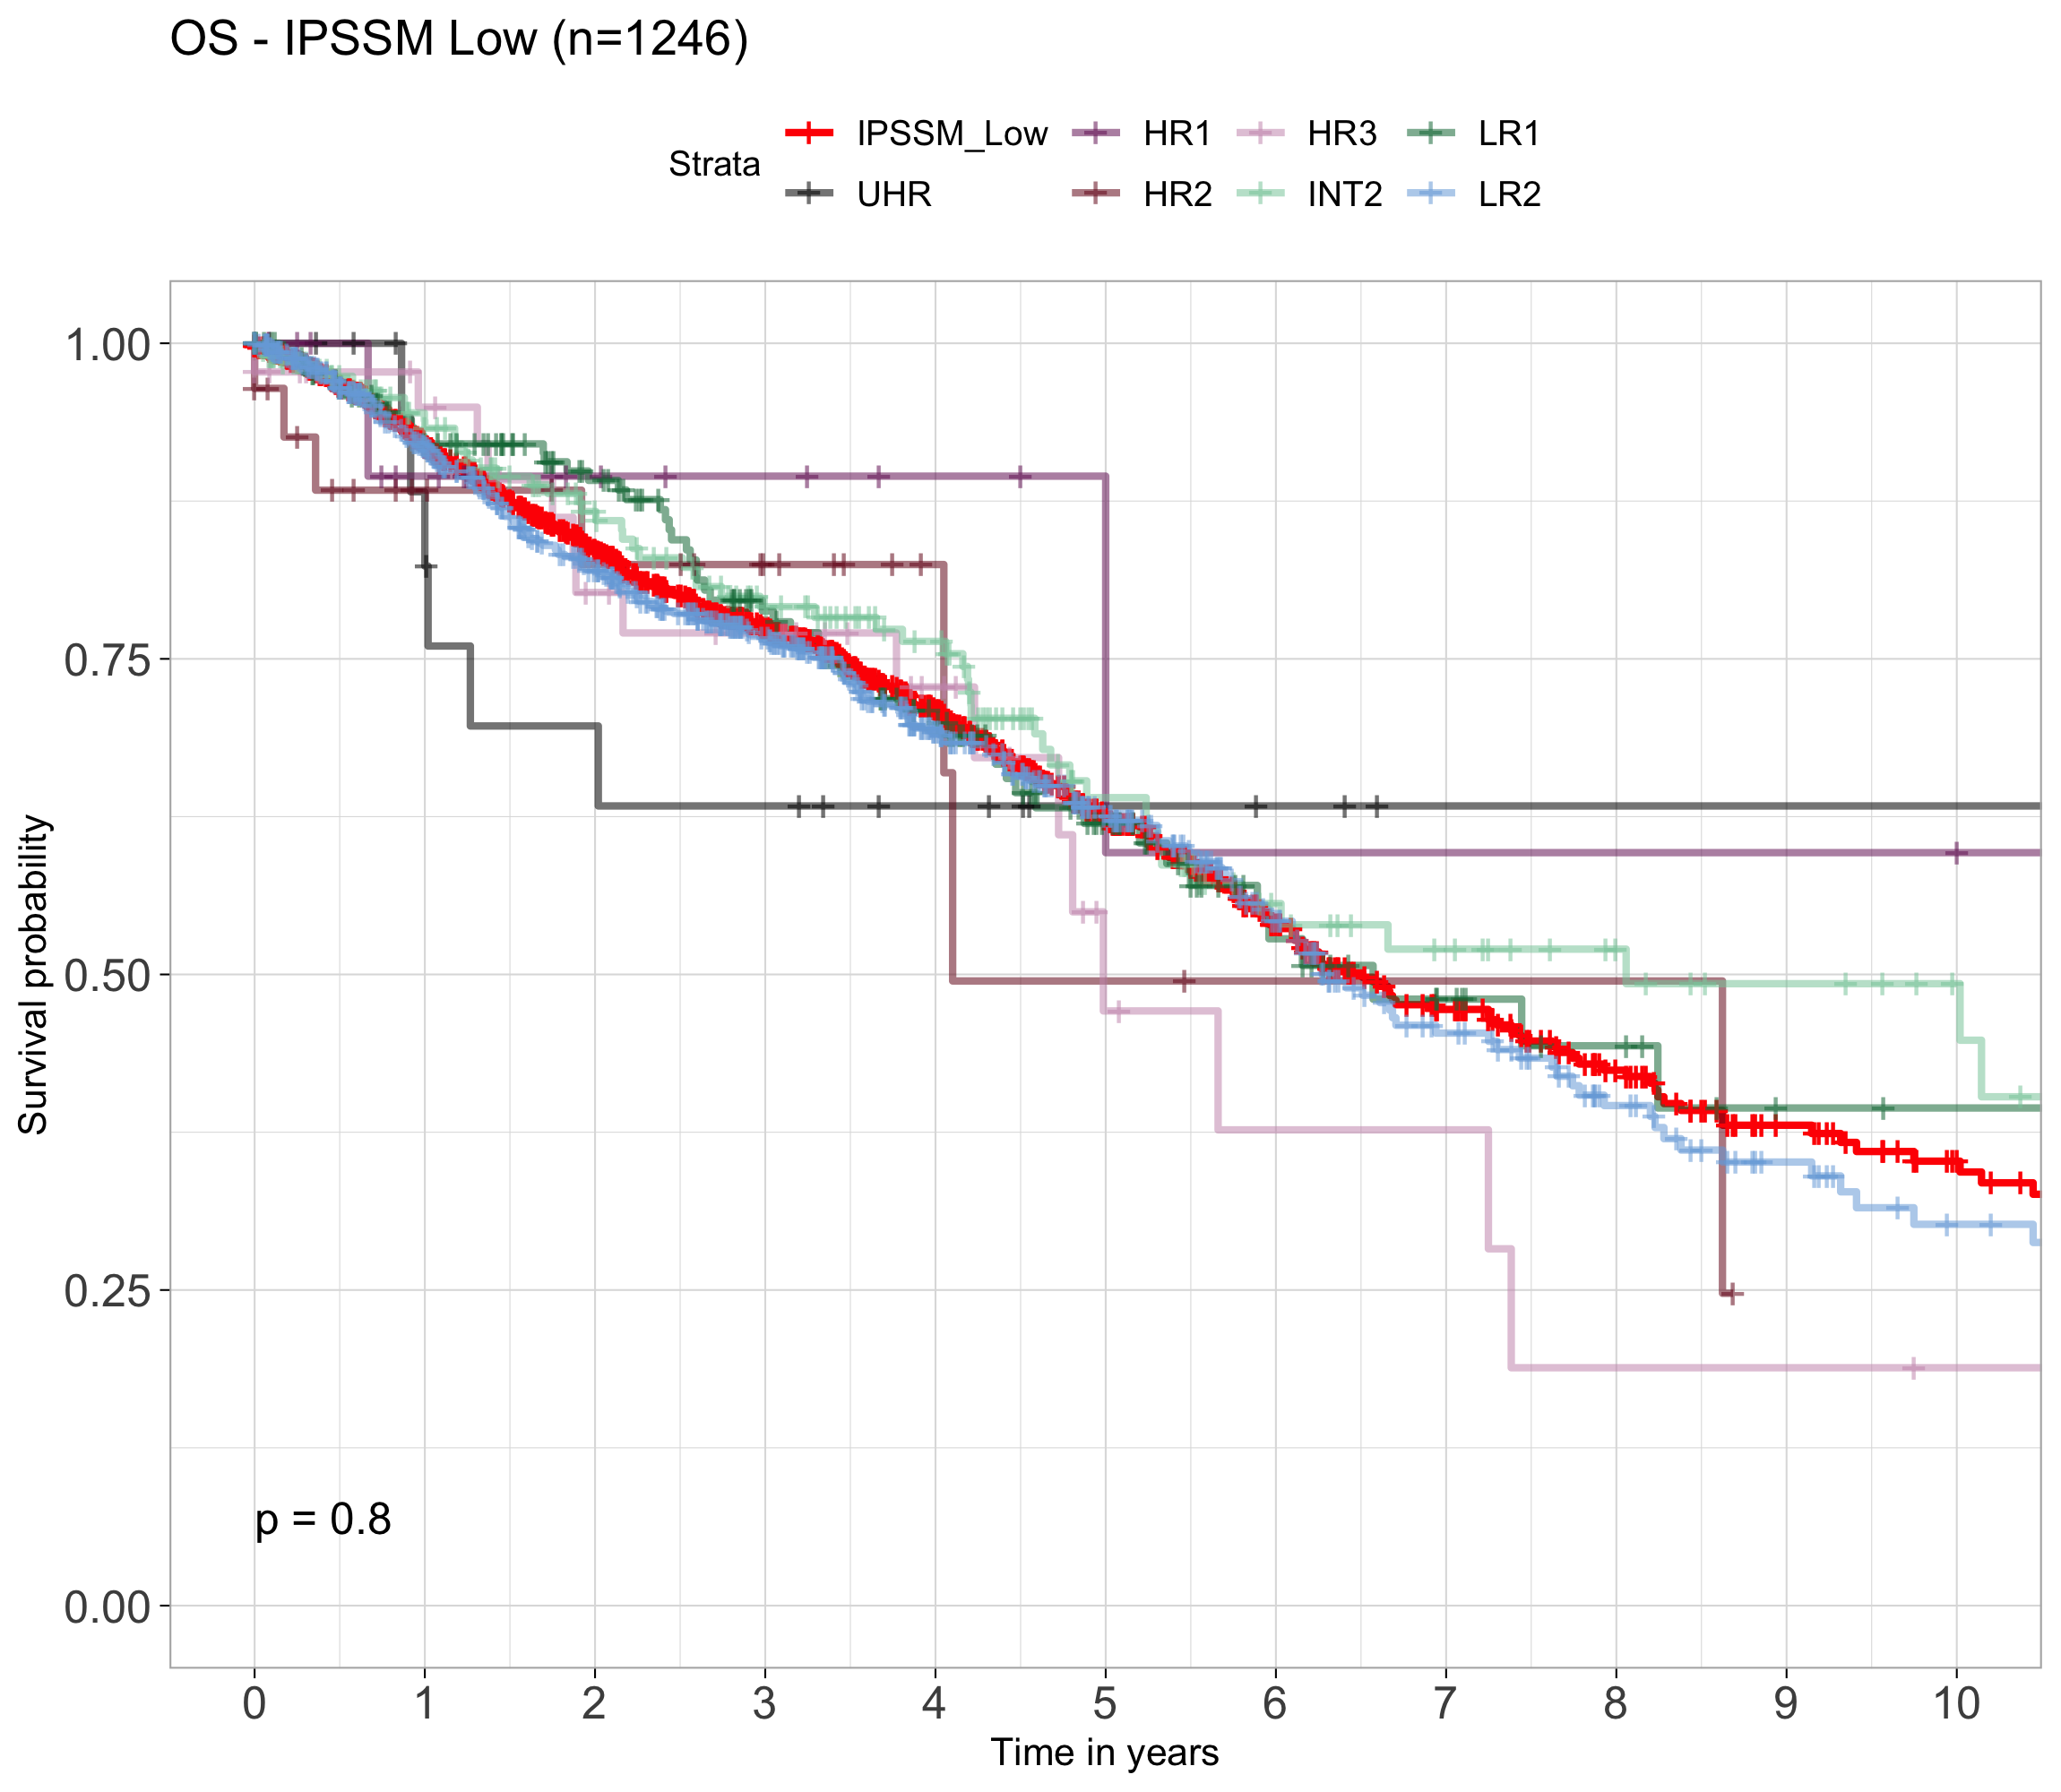 OS - IPSSM Low (n=1246)
Strata
IPSSM_Low HR1 HR3 LR1
UHR HR2 INT2 LR2
Survival probability
1.00
0.75
0.50
0.25
0.00
p = 0.8
0 1 2 3 4 5 6 7 8 9 10
Time in years